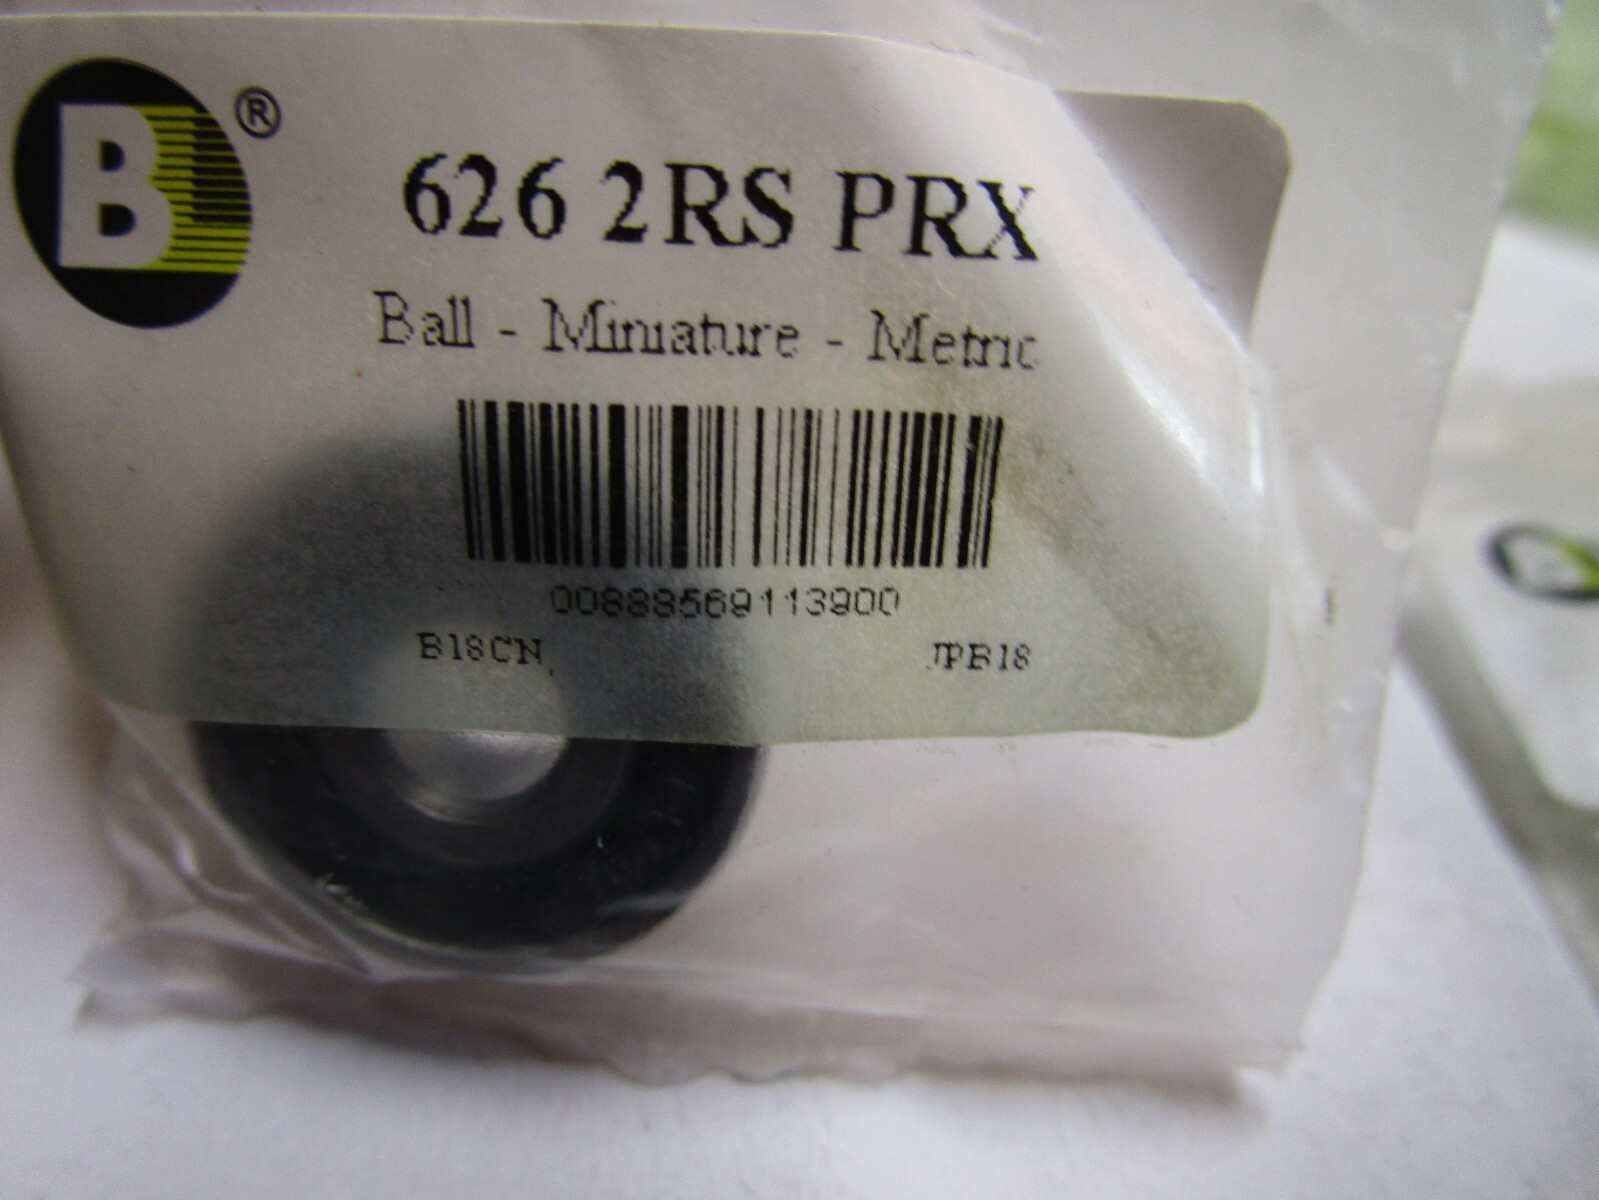 B®
626 2RS PRX
Ball - Miniature - Metric
00888569113900
B18CN, JPB18